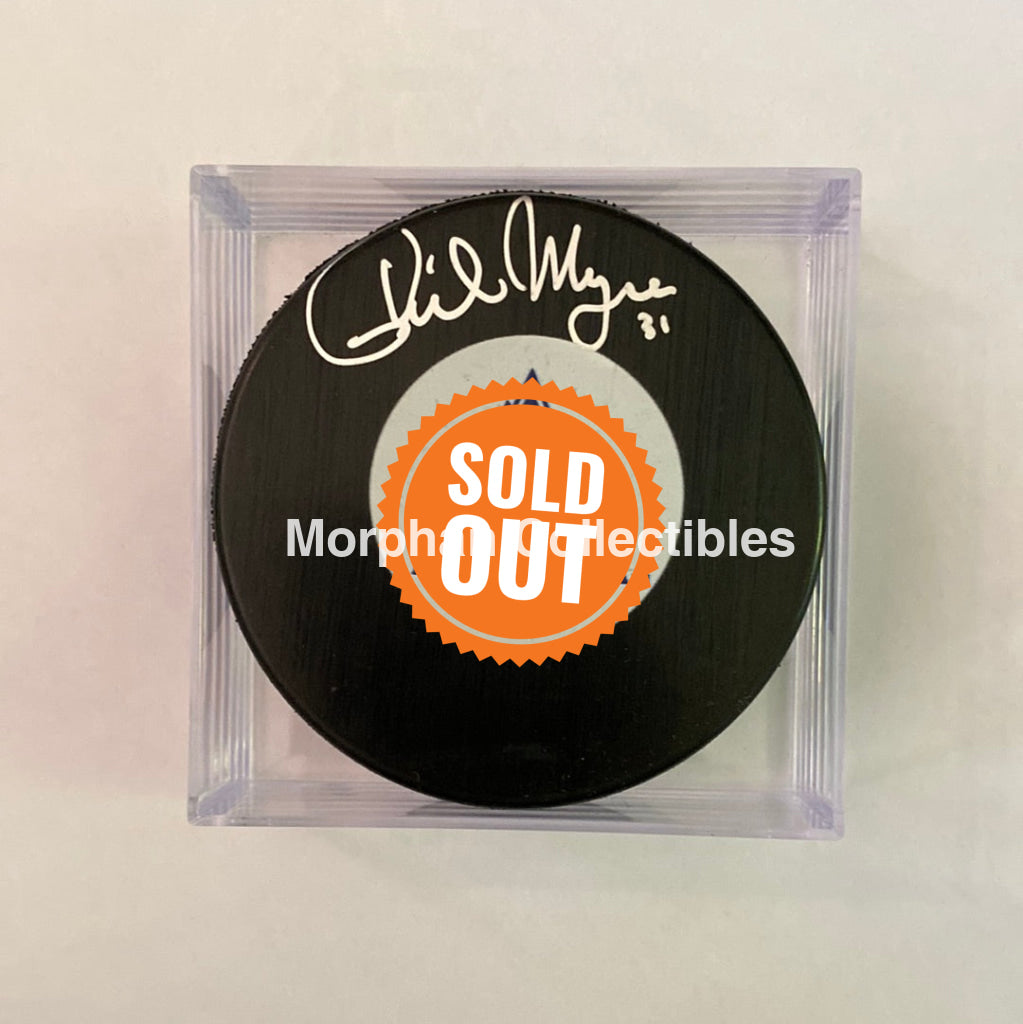 Phil Myre
31
SOLD
OUT
Morphan Collectibles